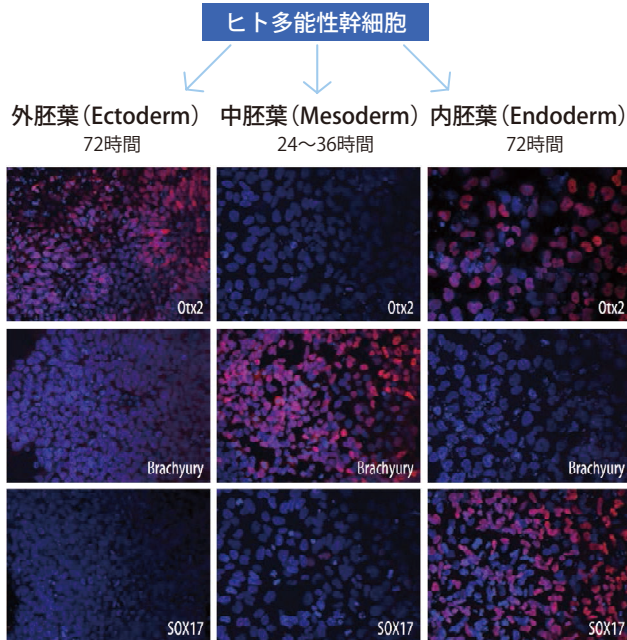 ヒト多能性幹細胞
外胚葉（Ectoderm） 中胚葉（Mesoderm） 内胚葉（Endoderm）
72時間 24～36時間 72時間
Otx2 Otx2 Otx2
Brachyury Brachyury Brachyury
SOX17 SOX17 SOX17